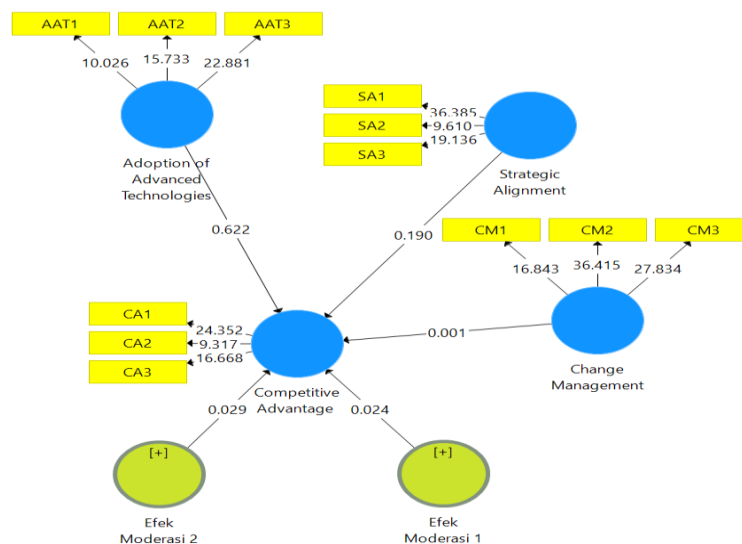 AAT1
AAT2
AAT3
10.026
15.733
22.881
Adoption of
Advanced
Technologies
SA1
SA2
SA3
36.385
9.610
19.136
Strategic
Alignment
0.622
0.190
CM1
CM2
CM3
16.843
36.415
27.834
Change
Management
0.001
CA1
CA2
CA3
24.352
9.317
16.668
Competitive
Advantage
0.029
0.024
[+]
Efek
Moderasi 2
[+]
Efek
Moderasi 1